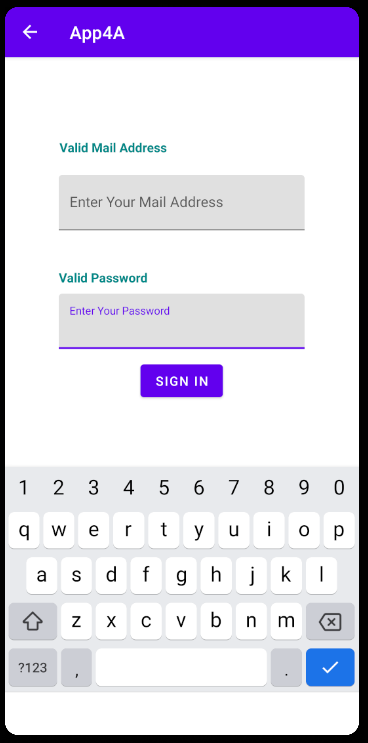 App4A
Valid Mail Address
Enter Your Mail Address
Valid Password
Enter Your Password
SIGN IN
1 2 3 4 5 6 7 8 9 0
q w e r t y u i o p
a s d f g h j k l
z x c v b n m
?123 , .